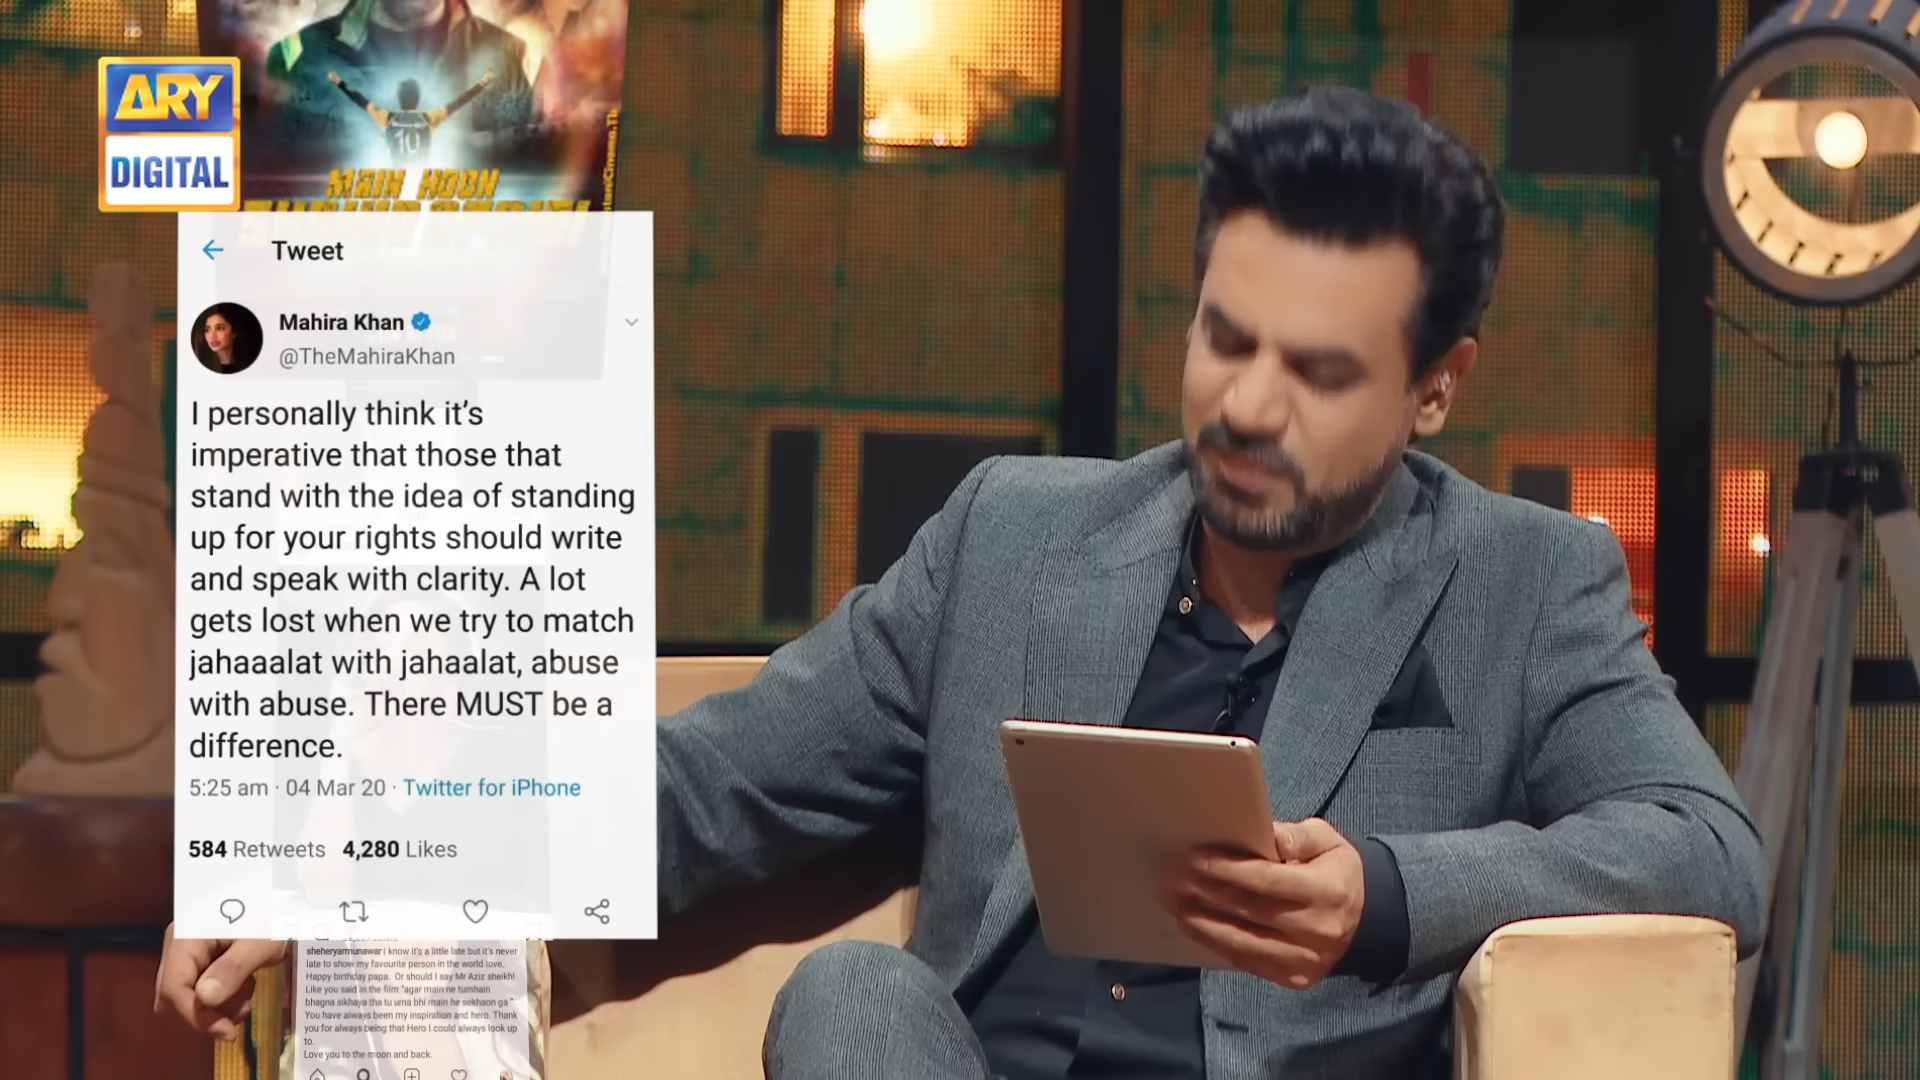 ARY
DIGITAL
10
MAIN HOON
Tweet
Mahira Khan
@TheMahiraKhan
I personally think it’s
imperative that those that
stand with the idea of standing
up for your rights should write
and speak with clarity. A lot
gets lost when we try to match
jahaaalat with jahaalat, abuse
with abuse. There MUST be a
difference.
5:25 am · 04 Mar 20 · Twitter for iPhone
584 Retweets 4,280 Likes
sheheryarmunawar I know it's a little late but it's never
late to show my favourite person in the world love.
Happy birthday papa. Or should I say Mr Aziz sheikh!
Like you said in the film "agar main ne tumhain
bhagna sikhaya tha tu urna bhi main he sekhaon ga "
You have always been my inspiration and hero. Thank
you for always being that Hero I could always look up
to.
Love you to the moon and back.